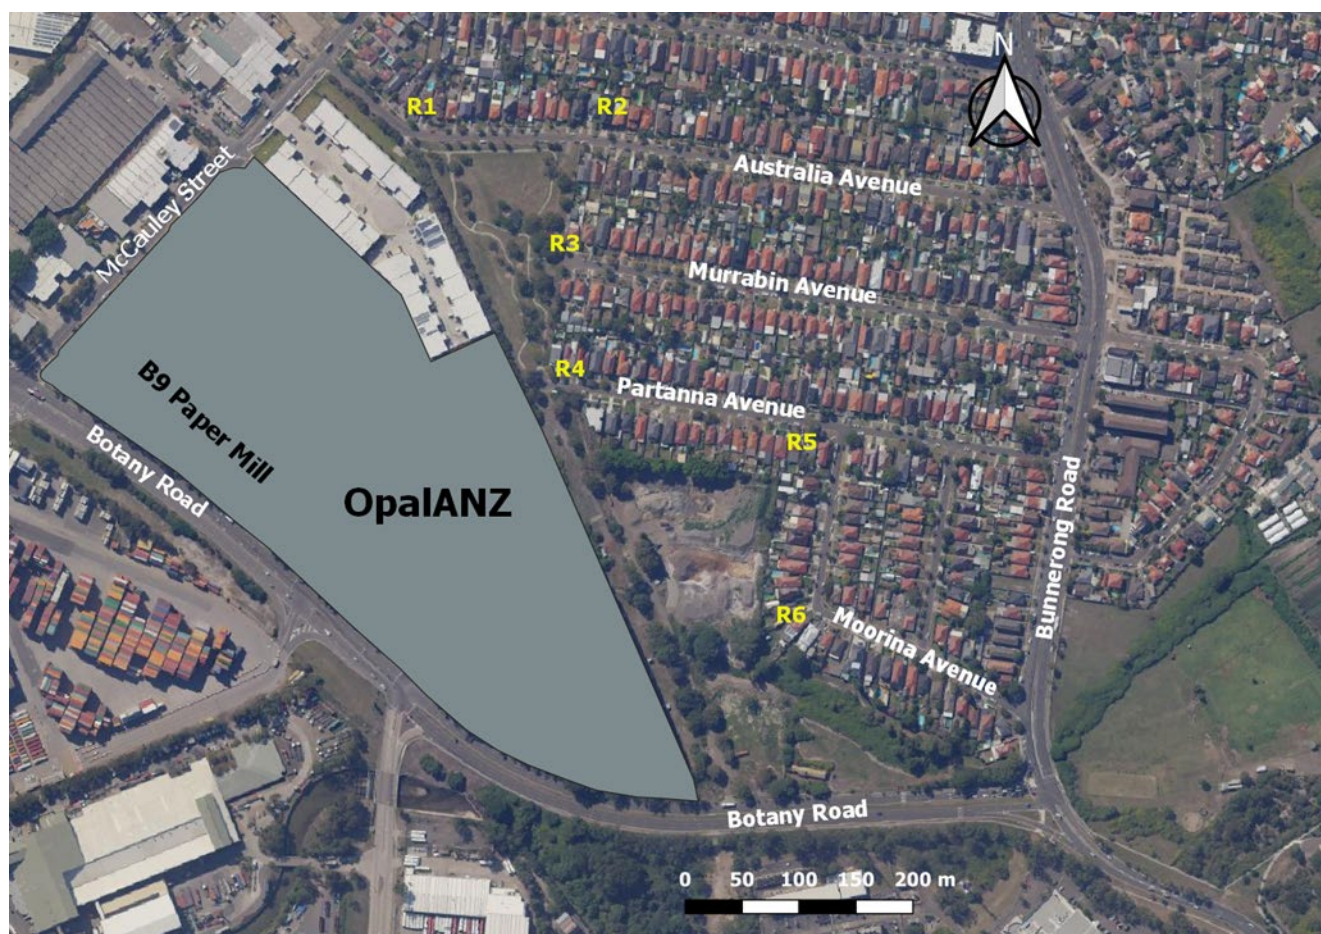 N
R1
R2
Australia Avenue
McCauley Street
R3
Murrabin Avenue
R4
Partanna Avenue
B9 Paper Mill
R5
Botany Road
OpalANZ
Bunnerong Road
R6
Moorina Avenue
Botany Road
0 50 100 150 200 m